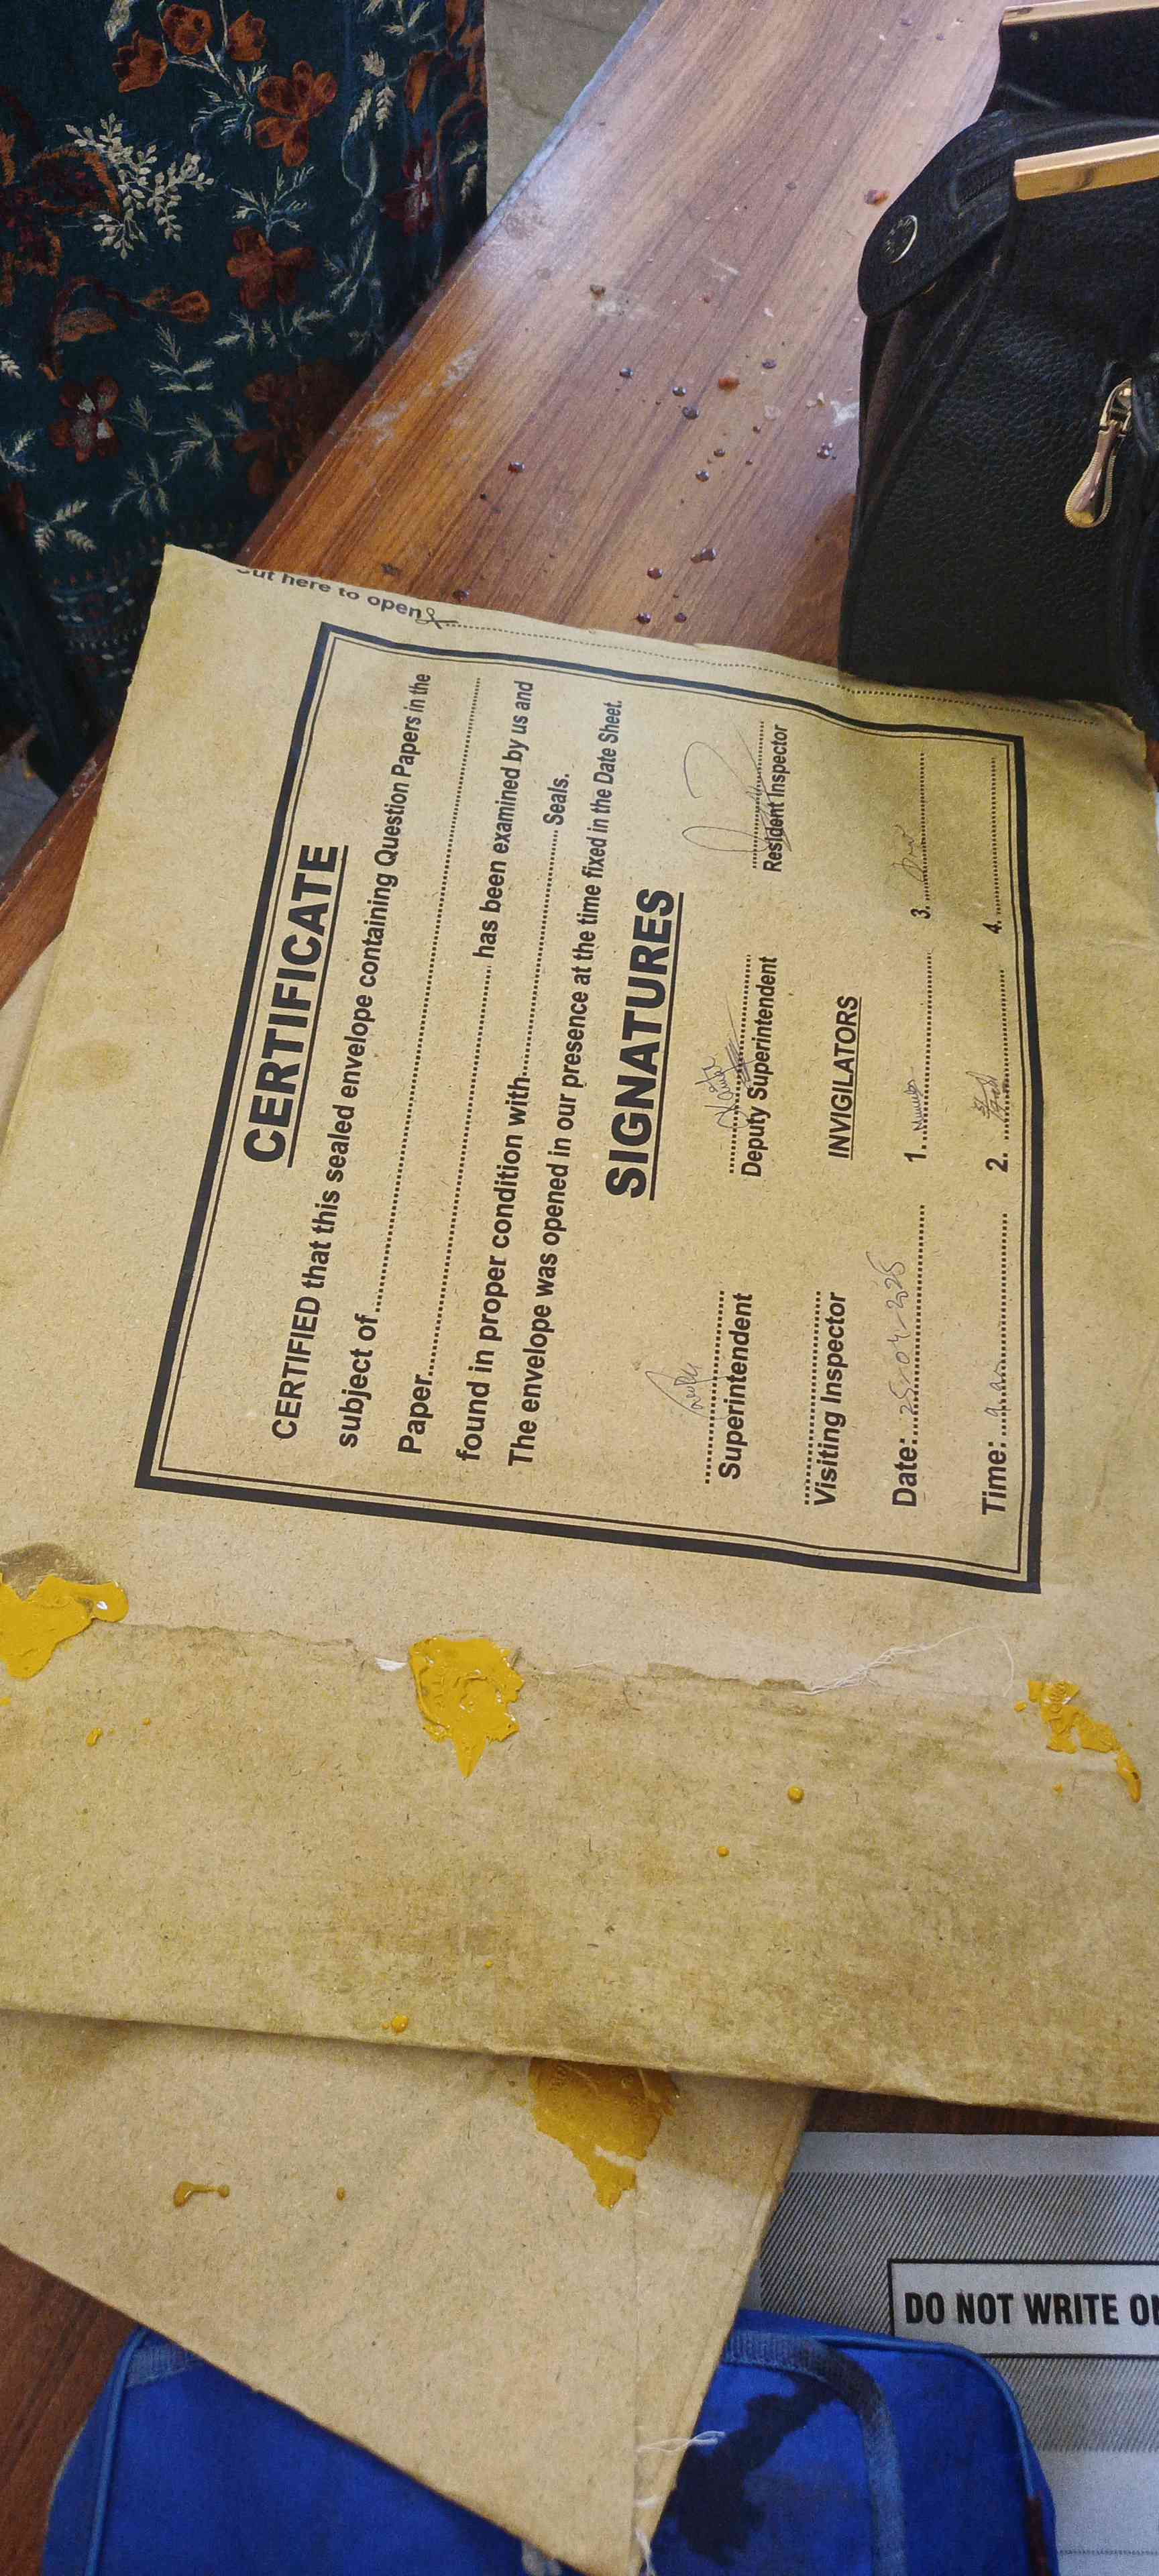 Cut here to open
CERTIFICATE
CERTIFIED that this sealed envelope containing Question Papers in the
subject of
Paper has been examined by us and
found in proper condition with Seals.
The envelope was opened in our presence at the time fixed in the Date Sheet.
SIGNATURES
Superintendent Deputy Superintendent Resident Inspector
Visiting Inspector INVIGILATORS
Date: 25-04-2025 1. 3.
Time: 9. a.m 2. 4.
DO NOT WRITE